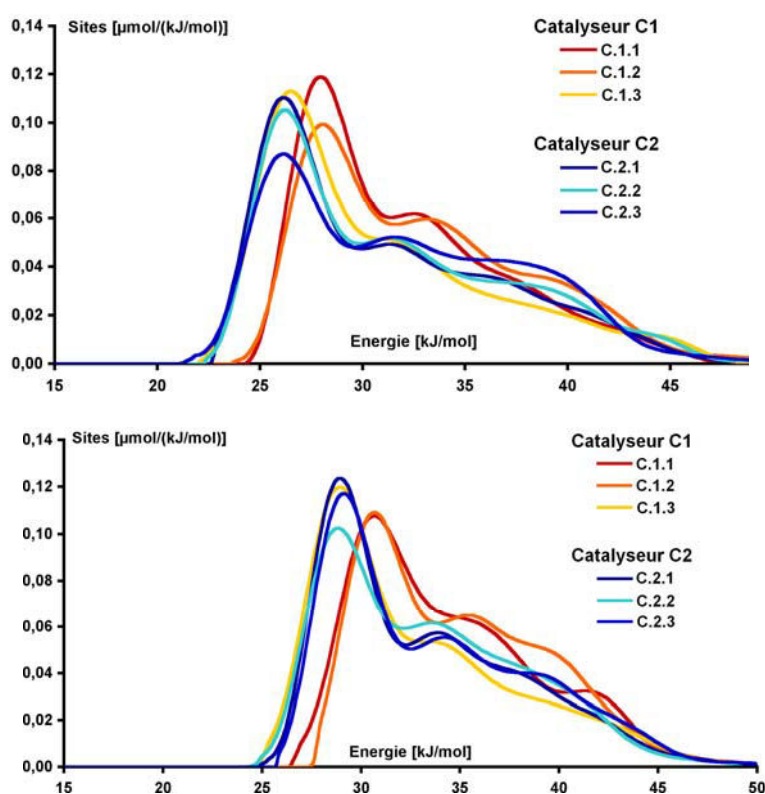 0,14
Sites [µmol/(kJ/mol)]
Catalyseur C1
C.1.1
0,12
C.1.2
C.1.3
0,10
Catalyseur C2
0,08
C.2.1
C.2.2
0,06
C.2.3
0,04
0,02
Energie [kJ/mol]
0,00
15 20 25 30 35 40 45
0,14
Sites [µmol/(kJ/mol)]
Catalyseur C1
C.1.1
0,12
C.1.2
C.1.3
0,10
Catalyseur C2
C.2.1
0,08
C.2.2
C.2.3
0,06
0,04
0,02
Energie [kJ/mol]
0,00
15 20 25 30 35 40 45 50